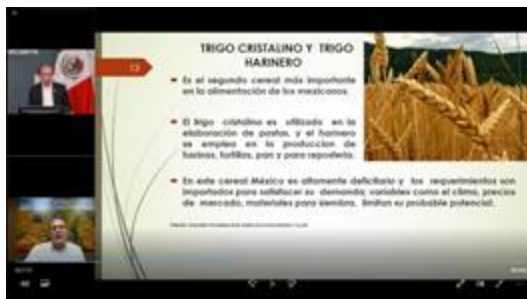 TRIGO CRISTALINO Y TRIGO
HARINERO
Es el segundo cereal más importante
en la alimentación de los mexicanos
El trigo cristalino es utilizado en la
elaboración de pastas, y el harinero
se emplea en la produccion de
harinas, tortillas, pan y para repostería.
En este cereal México es altamente deficitario y los requerimientos son
importados para satisfacer su demanda; variables como el clima, precios
de mercado, materiales para siembra, limitan su probable potencial.